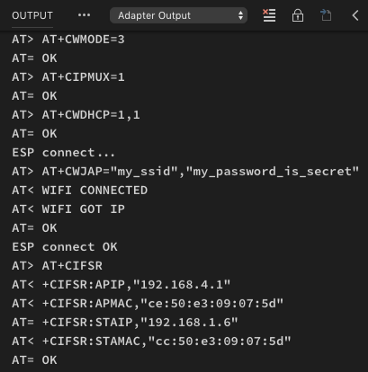 OUTPUT ... Adapter Output
AT> AT+CWMODE=3
AT= OK
AT> AT+CIPMUX=1
AT= OK
AT> AT+CWDHCP=1,1
AT= OK
ESP connect...
AT> AT+CWJAP="my_ssid","my_password_is_secret"
AT< WIFI CONNECTED
AT< WIFI GOT IP
AT= OK
ESP connect OK
AT> AT+CIFSR
AT< +CIFSR:APIP,"192.168.4.1"
AT< +CIFSR:APMAC,"ce:50:e3:09:07:5d"
AT= +CIFSR:STAIP,"192.168.1.6"
AT< +CIFSR:STAMAC,"cc:50:e3:09:07:5d"
AT= OK